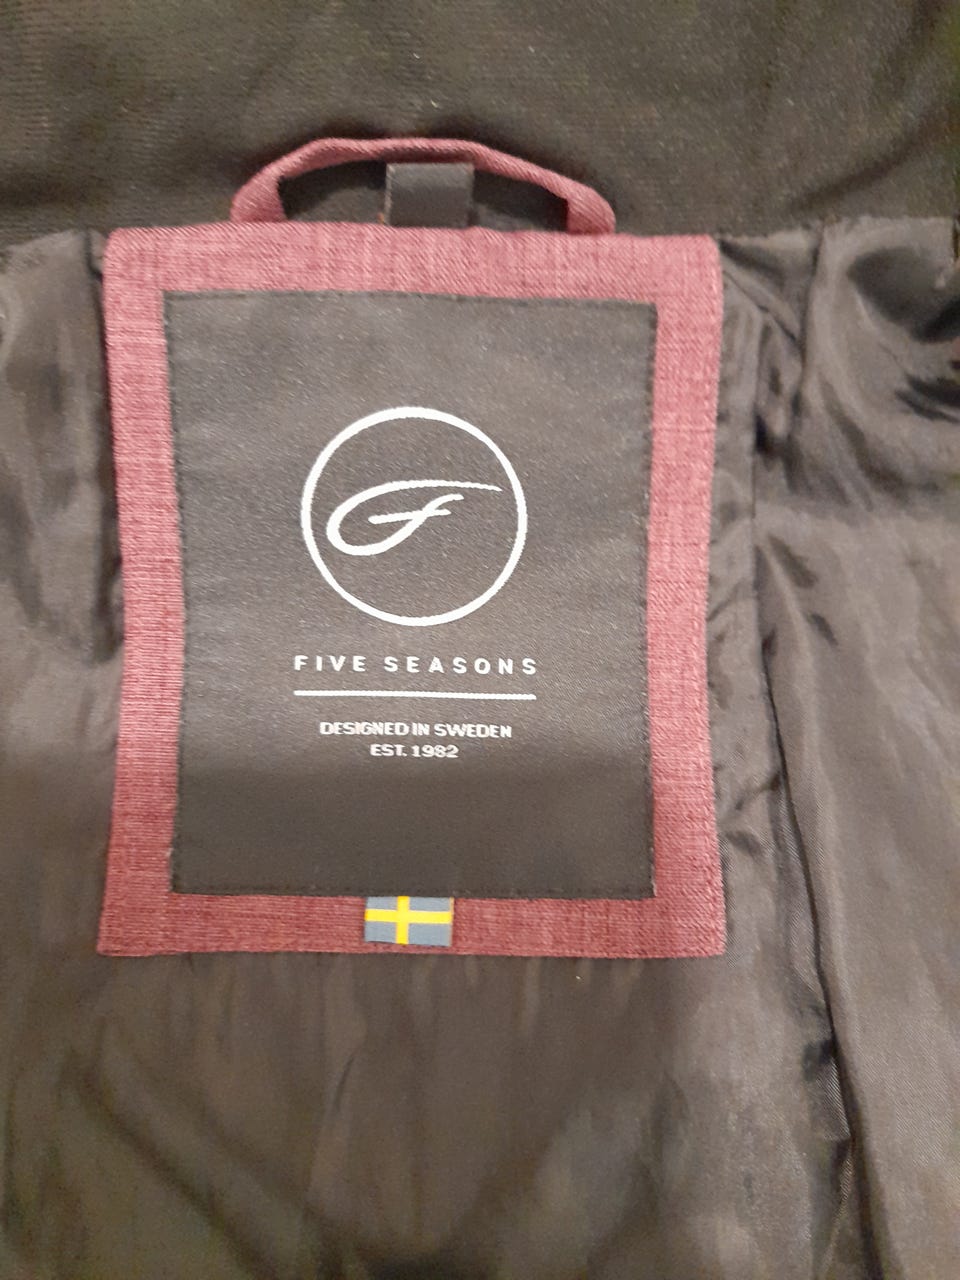 F
FIVE SEASONS
DESIGNED IN SWEDEN
EST. 1982